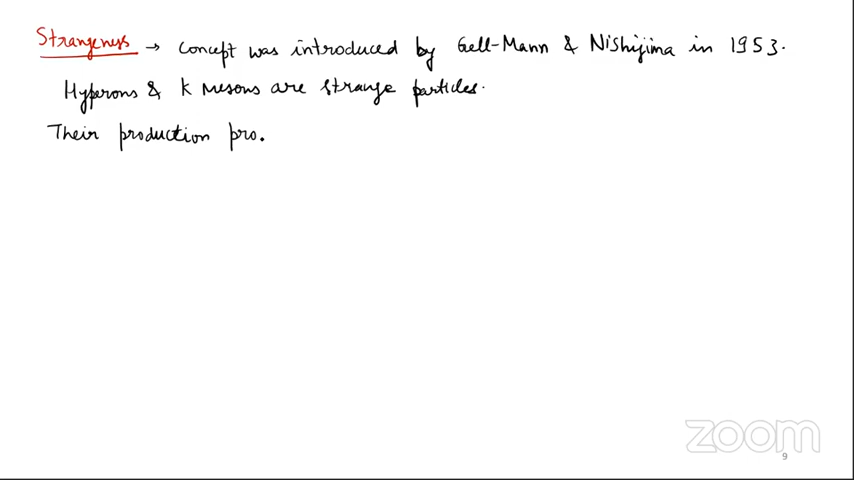 Strangeness → concept was introduced by Gell-Mann & Nishijima in 1953.
Hyperons & K mesons are strange particles.
Their production pro.
zoom
9